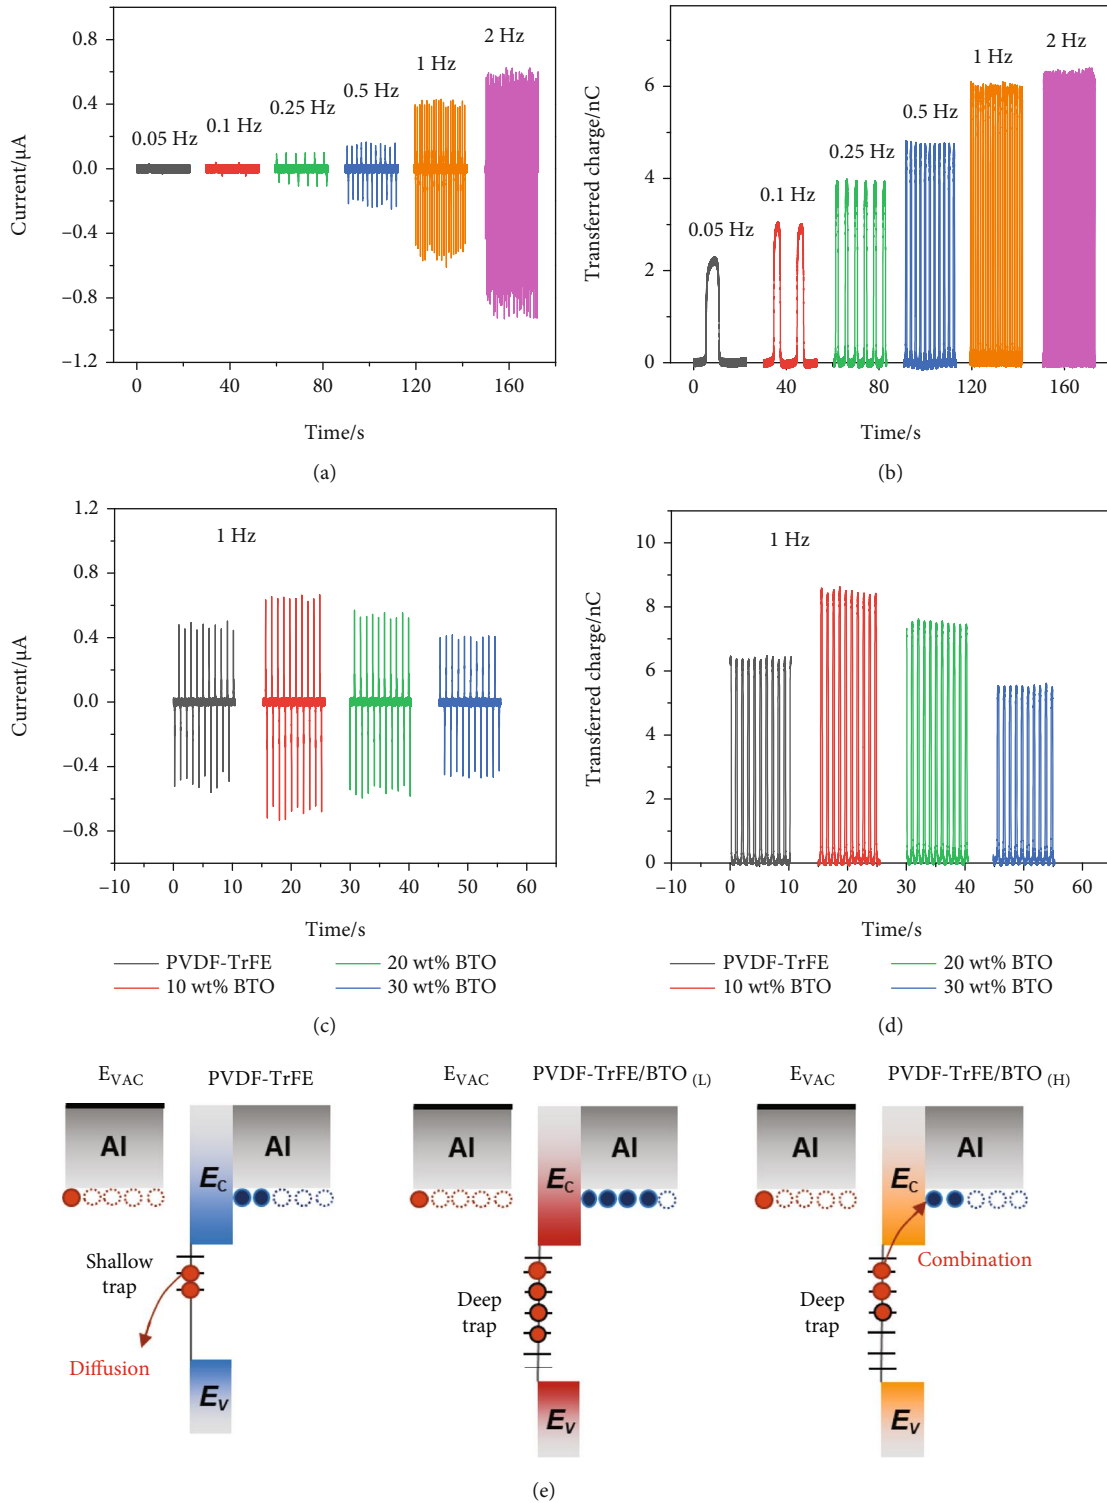 0.8
0.4
0.0
−0.4
−0.8
−1.2
Current/μA
0.05 Hz
0.1 Hz
0.25 Hz
0.5 Hz
1 Hz
2 Hz
0 40 80 120 160
Time/s
(a)
6
4
2
0
Transferred charge/nC
0.05 Hz
0.1 Hz
0.25 Hz
0.5 Hz
1 Hz
2 Hz
0 40 80 120 160
Time/s
(b)
1.2
0.8
0.4
0.0
−0.4
−0.8
Current/μA
1 Hz
−10 0 10 20 30 40 50 60
Time/s
PVDF-TrFE
10 wt% BTO
20 wt% BTO
30 wt% BTO
(c)
10
8
6
4
2
0
Transferred charge/nC
1 Hz
−10 0 10 20 30 40 50 60
Time/s
PVDF-TrFE
10 wt% BTO
20 wt% BTO
30 wt% BTO
(d)
EVAC PVDF-TrFE
Al Al
EC
Shallow
trap
Diffusion
EV
EVAC PVDF-TrFE/BTO (L)
Al Al
EC
Deep
trap
EV
EVAC PVDF-TrFE/BTO (H)
Al Al
EC
Combination
Deep
trap
EV
(e)